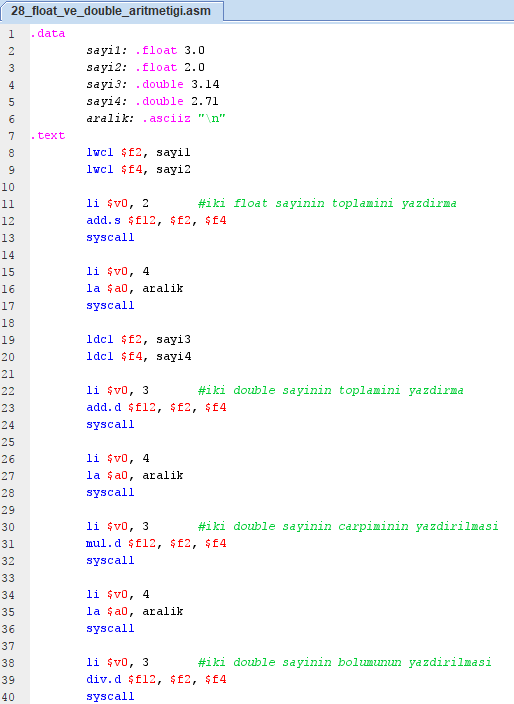 28_float_ve_double_aritmetigi.asm
1 .data
2 sayi1: .float 3.0
3 sayi2: .float 2.0
4 sayi3: .double 3.14
5 sayi4: .double 2.71
6 aralik: .asciiz "\n"
7 .text
8 lwc1 $f2, sayi1
9 lwc1 $f4, sayi2
10
11 li $v0, 2 #iki float sayinin toplamini yazdirma
12 add.s $f12, $f2, $f4
13 syscall
14
15 li $v0, 4
16 la $a0, aralik
17 syscall
18
19 ldc1 $f2, sayi3
20 ldc1 $f4, sayi4
21
22 li $v0, 3 #iki double sayinin toplamini yazdirma
23 add.d $f12, $f2, $f4
24 syscall
25
26 li $v0, 4
27 la $a0, aralik
28 syscall
29
30 li $v0, 3 #iki double sayinin carpiminin yazdirilmasi
31 mul.d $f12, $f2, $f4
32 syscall
33
34 li $v0, 4
35 la $a0, aralik
36 syscall
37
38 li $v0, 3 #iki double sayinin bolumunun yazdirilmasi
39 div.d $f12, $f2, $f4
40 syscall